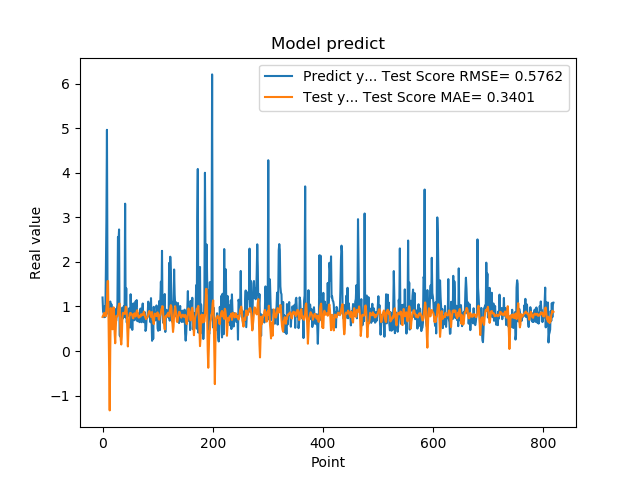 Model predict
Predict y... Test Score RMSE= 0.5762
Test y... Test Score MAE= 0.3401
6
5
4
3
2
1
0
−1
Real value
0 200 400 600 800
Point